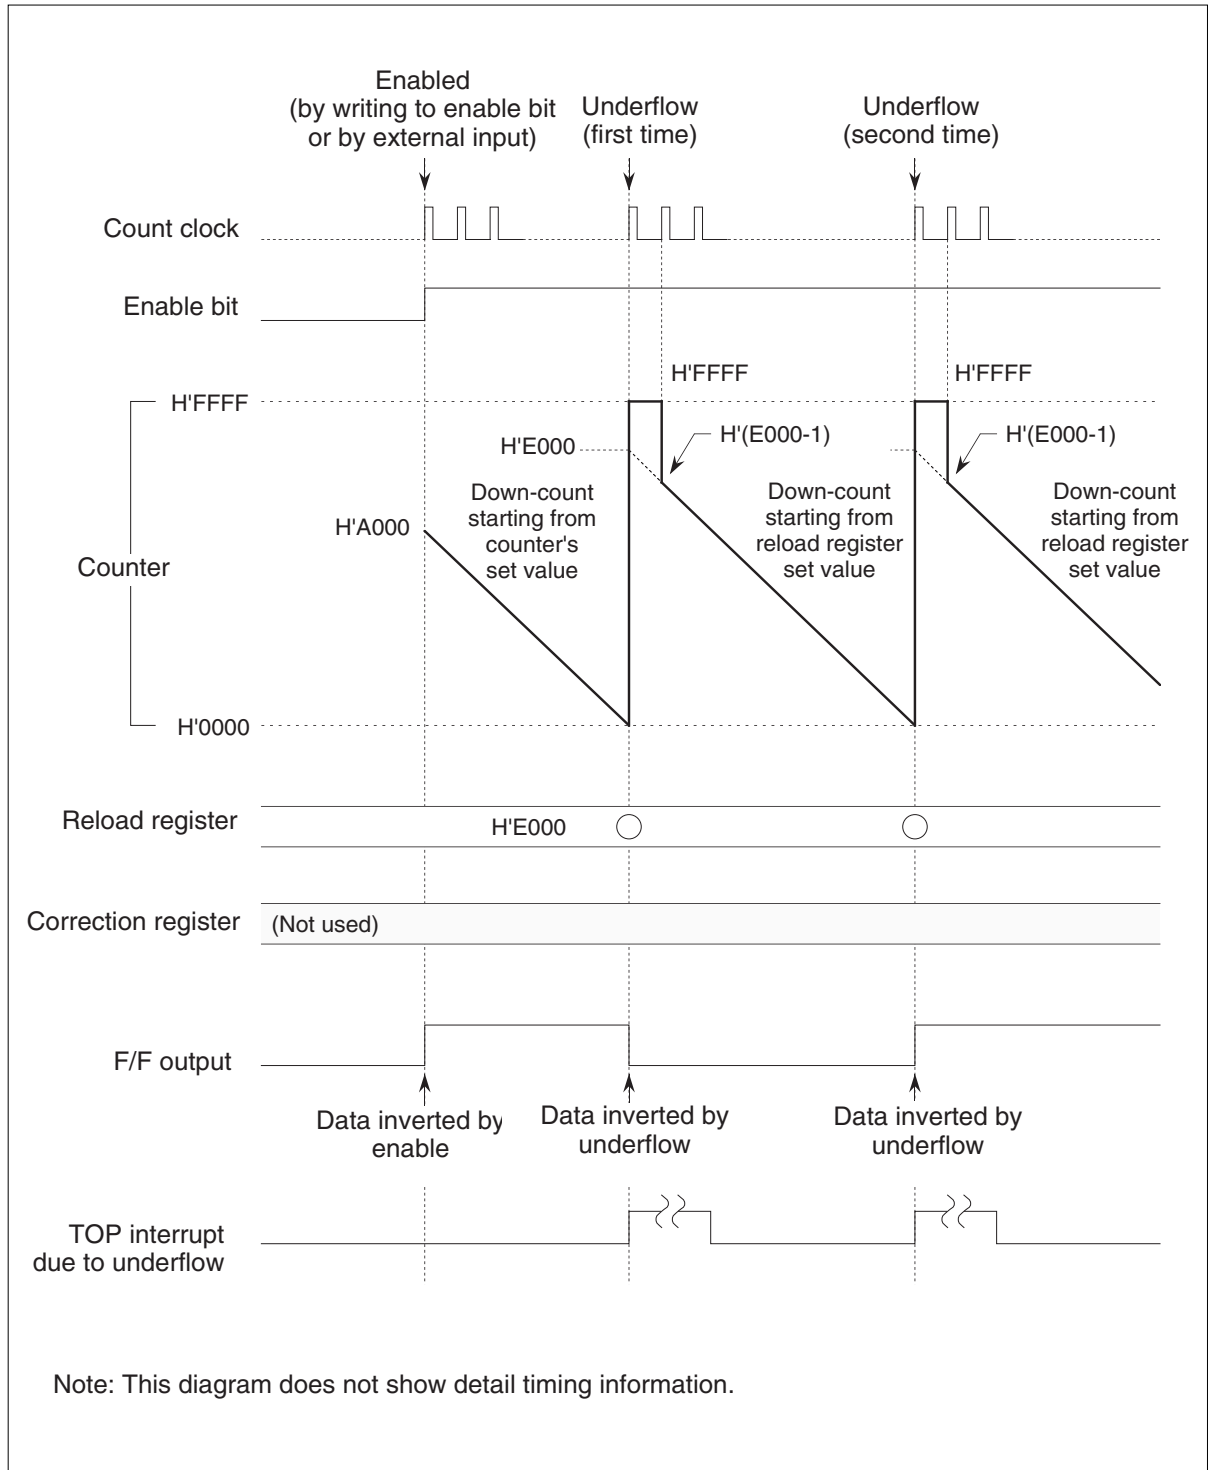 Enabled
(by writing to enable bit
or by external input)
Underflow
(first time)
Underflow
(second time)
Count clock
Enable bit
H'FFFF
H'FFFF
H'FFFF
H'E000
H'(E000-1)
H'(E000-1)
Down-count
starting from
counter's
set value
Down-count
starting from
reload register
set value
Down-count
starting from
reload register
set value
H'A000
Counter
H'0000
Reload register
H'E000
Correction register
(Not used)
F/F output
Data inverted by
enable
Data inverted by
underflow
Data inverted by
underflow
TOP interrupt
due to underflow
Note: This diagram does not show detail timing information.